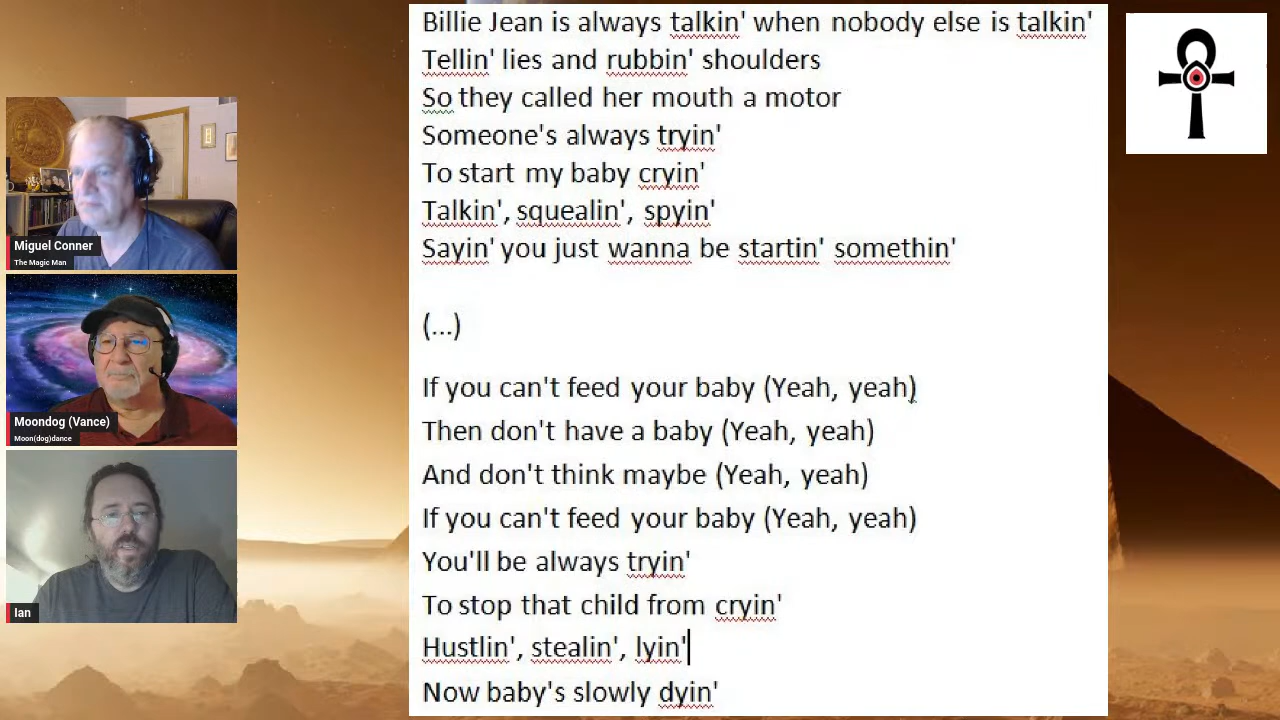 Billie Jean is always talkin' when nobody else is talkin'
Tellin' lies and rubbin' shoulders
So they called her mouth a motor
Someone's always tryin'
To start my baby cryin'
Talkin', squealin', spyin'
Sayin' you just wanna be startin' somethin'
(...)
If you can't feed your baby (Yeah, yeah)
Then don't have a baby (Yeah, yeah)
And don't think maybe (Yeah, yeah)
If you can't feed your baby (Yeah, yeah)
You'll be always tryin'
To stop that child from cryin'
Hustlin', stealin', lyin'
Now baby's slowly dyin'
Miguel Conner
The Magic Man
Moondog (Vance)
Moon(dog)dance
Ian